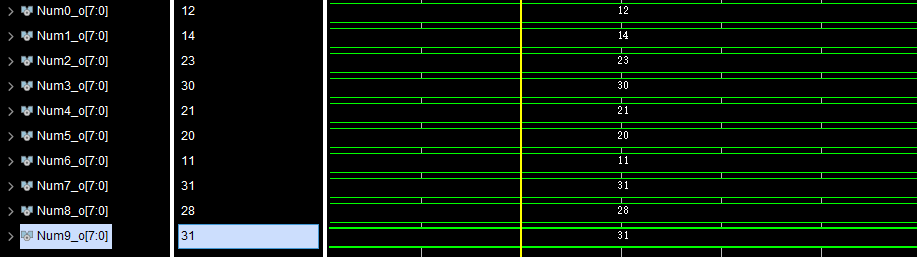 Num0_o[7:0] 12 12
Num1_o[7:0] 14 14
Num2_o[7:0] 23 23
Num3_o[7:0] 30 30
Num4_o[7:0] 21 21
Num5_o[7:0] 20 20
Num6_o[7:0] 11 11
Num7_o[7:0] 31 31
Num8_o[7:0] 28 28
Num9_o[7:0] 31 31